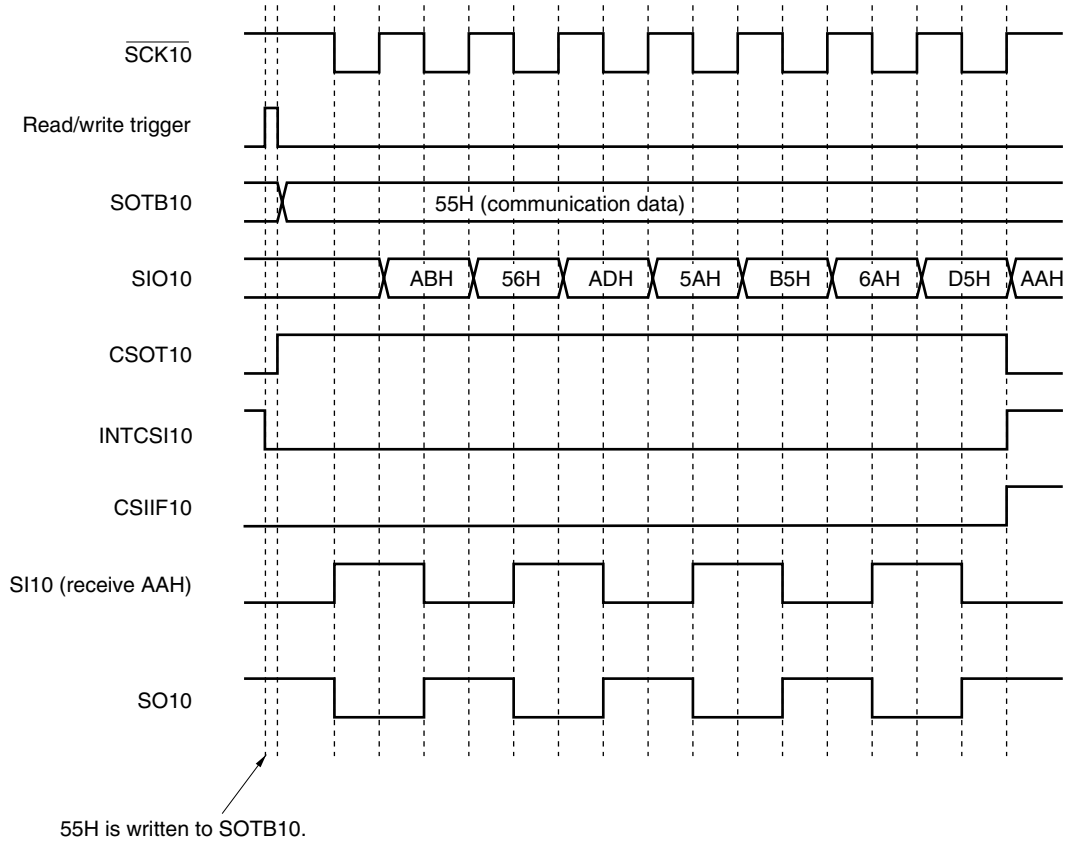 SCK10
Read/write trigger
SOTB10
55H (communication data)
SIO10
ABH
56H
ADH
5AH
B5H
6AH
D5H
AAH
CSOT10
INTCSI10
CSIIF10
SI10 (receive AAH)
SO10
55H is written to SOTB10.